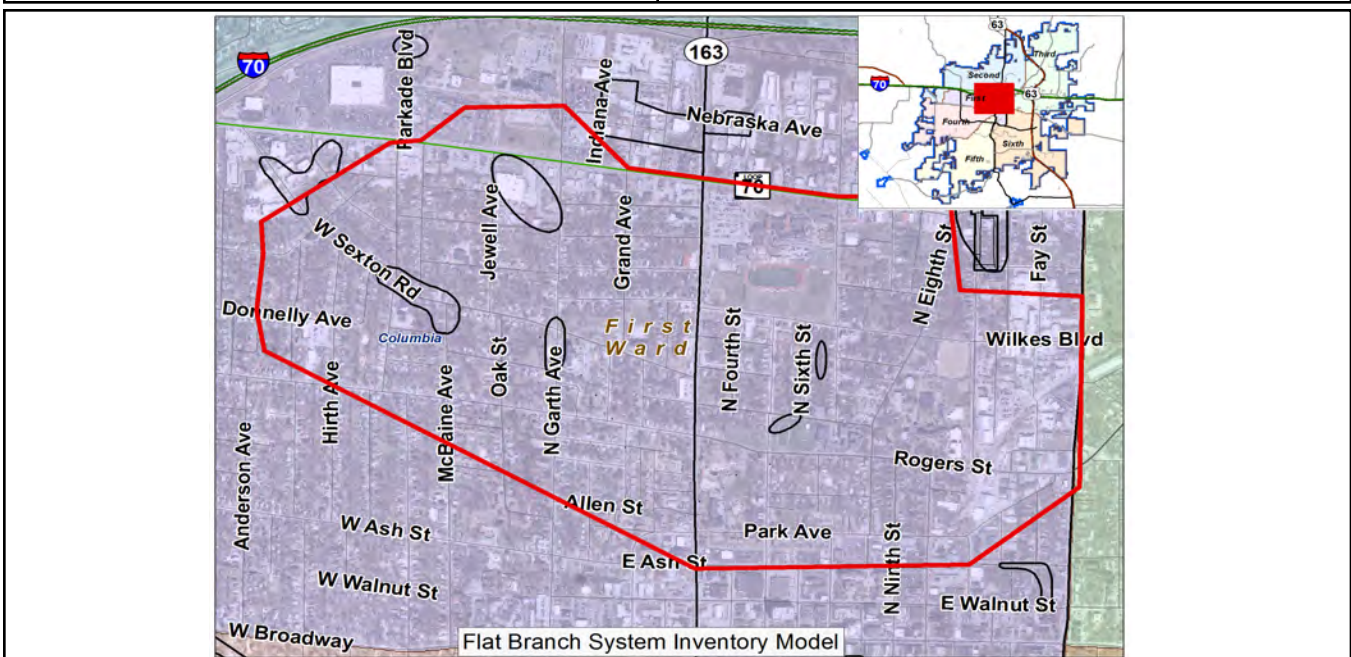 70
Parkade Blvd
163
Indiana Ave
Nebraska Ave
63
Third
Second
First
63
Fourth
Sixth
Fifth
LOOP
70
W Sexton Rd
Jewell Ave
Grand Ave
N Eighth St
Fay St
Donnelly Ave
Columbia
First
Ward
Wilkes Blvd
Hirth Ave
McBaine Ave
Oak St
N Garth Ave
N Fourth St
N Sixth St
Anderson Ave
Rogers St
Allen St
W Ash St
Park Ave
E Ash St
N Ninth St
W Walnut St
E Walnut St
W Broadway
Flat Branch System Inventory Model